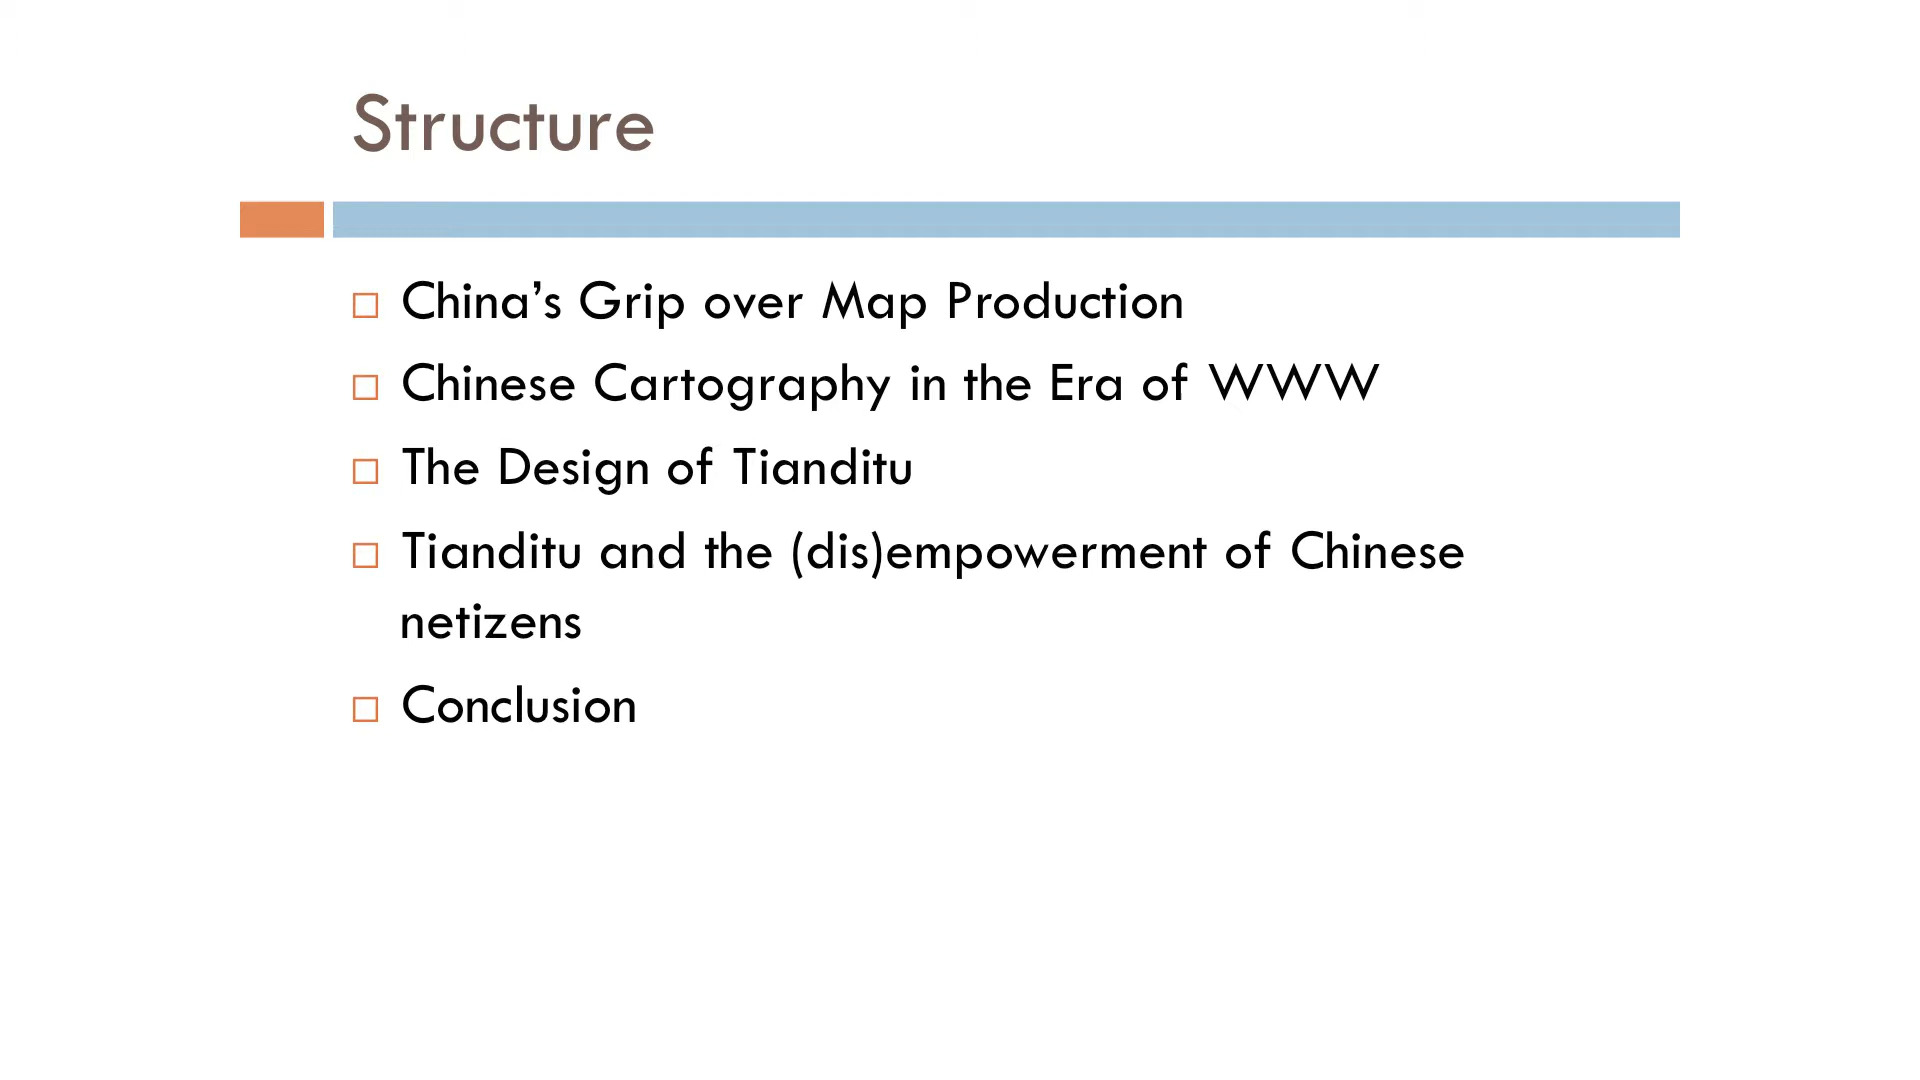 Structure
China’s Grip over Map Production
Chinese Cartography in the Era of WWW
The Design of Tianditu
Tianditu and the (dis)empowerment of Chinese
netizens
Conclusion